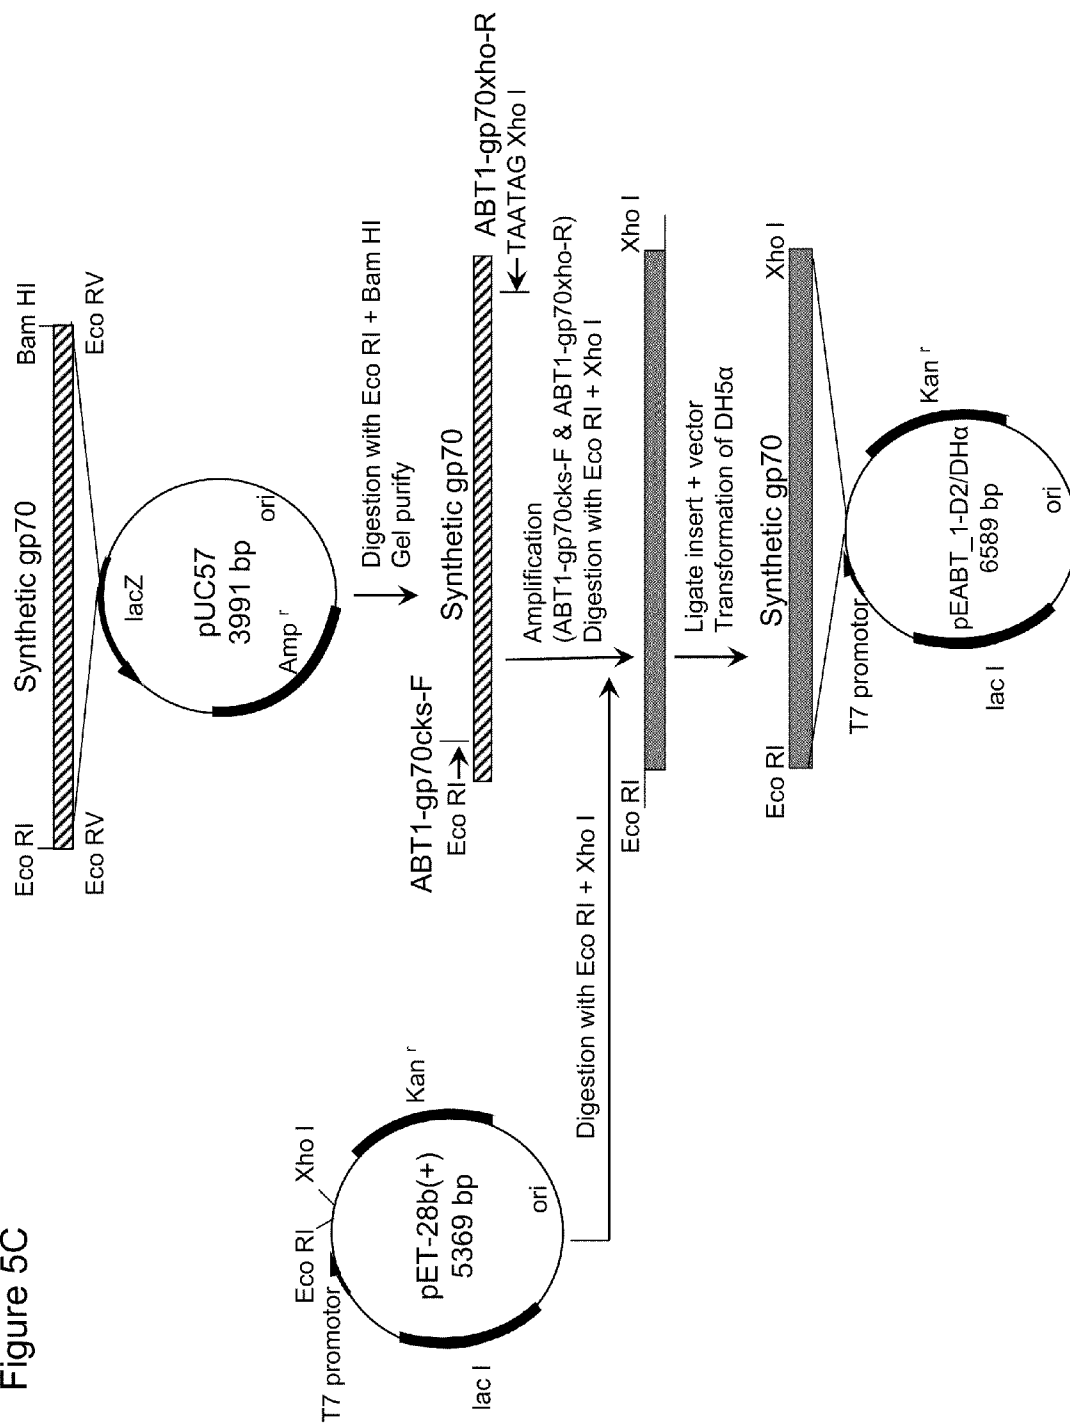 Figure 5C
Synthetic gp70
Eco RI
Bam HI
Eco RV
Eco RV
lacZ
pUC57
3991 bp
ori
Amp r
Digestion with Eco RI + Bam HI
Gel purify
ABT1-gp70cks-F
Eco RI
Synthetic gp70
ABT1-gp70xho-R
TAATAG Xho I
Amplification
(ABT1-gp70cks-F & ABT1-gp70xho-R)
Digestion with Eco RI + Xho I
T7 promotor
Eco RI
Xho I
Kan r
pET-28b(+)
5369 bp
ori
lac I
Digestion with Eco RI + Xho I
Eco RI
Xho I
Ligate insert + vector
Transformation of DH5α
Eco RI
Synthetic gp70
Xho I
T7 promotor
Kan r
pEABT_1-D2/DHα
6589 bp
ori
lac I